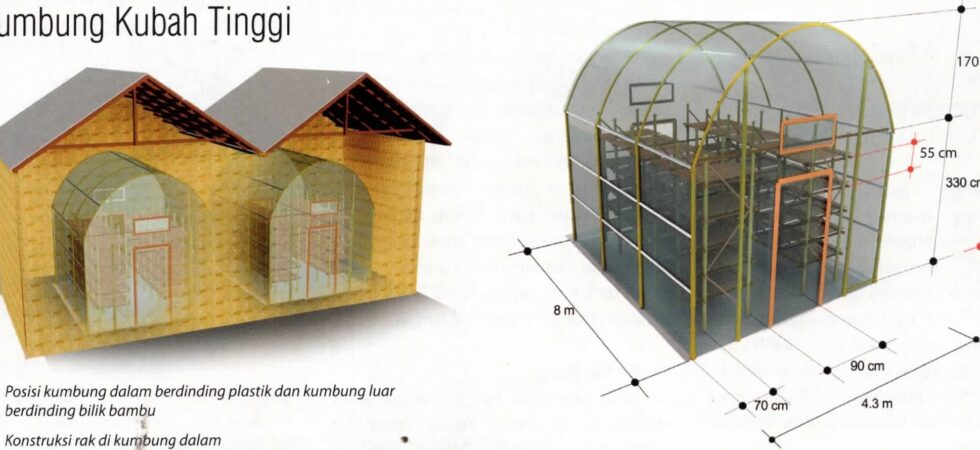 Kubah Tinggi
170
55 cm
330 cm
8 m
90 cm
70 cm
4.3 m
Posisi kumbung dalam berdinding plastik dan kumbung luar
berdinding bilik bambu
Konstruksi rak di kumbung dalam